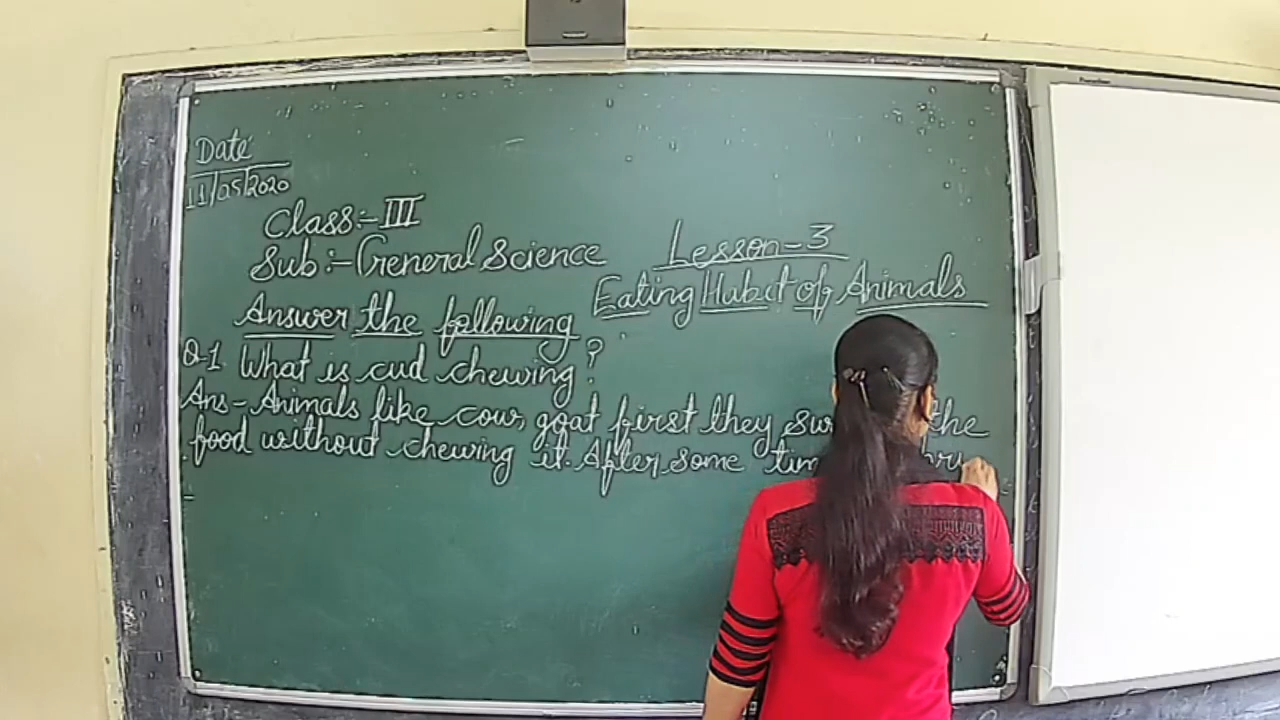 Date
11/05/2020
Class:- III
Sub:- General Science
Lesson-3
Eating Habit of Animals
Answer the following
Q-1 What is cud chewing?
Ans- Animals like cow, goat first they the
food without chewing it. After some